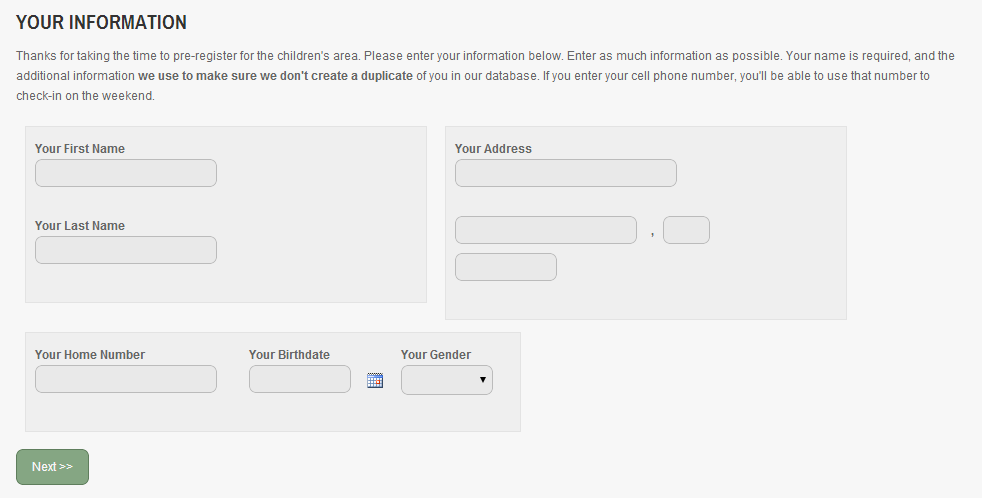 YOUR INFORMATION
Thanks for taking the time to pre-register for the children's area. Please enter your information below. Enter as much information as possible. Your name is required, and the
additional information we use to make sure we don't create a duplicate of you in our database. If you enter your cell phone number, you'll be able to use that number to
check-in on the weekend.
Your First Name
Your Last Name
Your Address
,
Your Home Number Your Birthdate Your Gender
Next >>